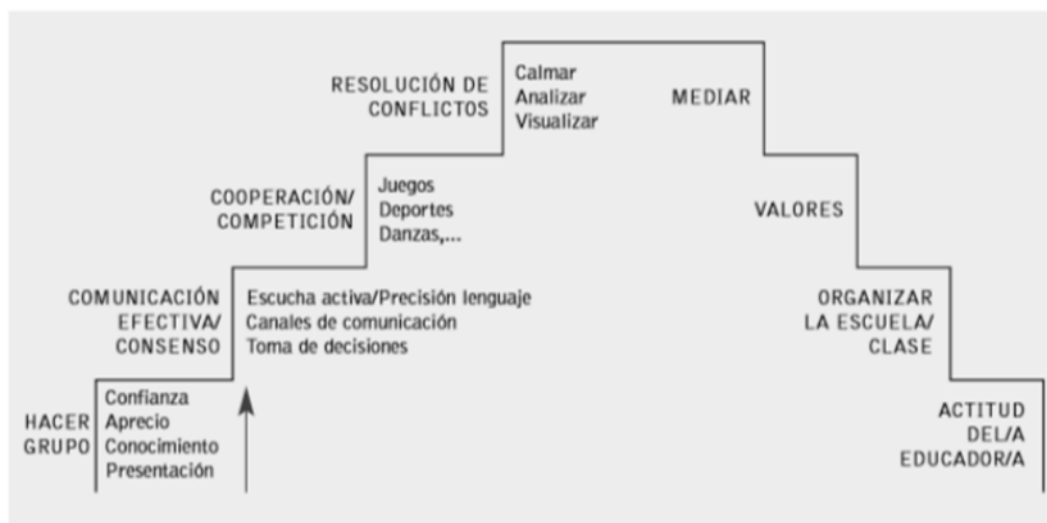 RESOLUCIÓN DE
CONFLICTOS
Calmar
Analizar
Visualizar
MEDIAR
COOPERACIÓN/
COMPETICIÓN
Juegos
Deportes
Danzas,...
VALORES
COMUNICACIÓN
EFECTIVA/
CONSENSO
Escucha activa/Precisión lenguaje
Canales de comunicación
Toma de decisiones
ORGANIZAR
LA ESCUELA/
CLASE
HACER
GRUPO
Confianza
Aprecio
Conocimiento
Presentación
ACTITUD
DEL/A
EDUCADOR/A